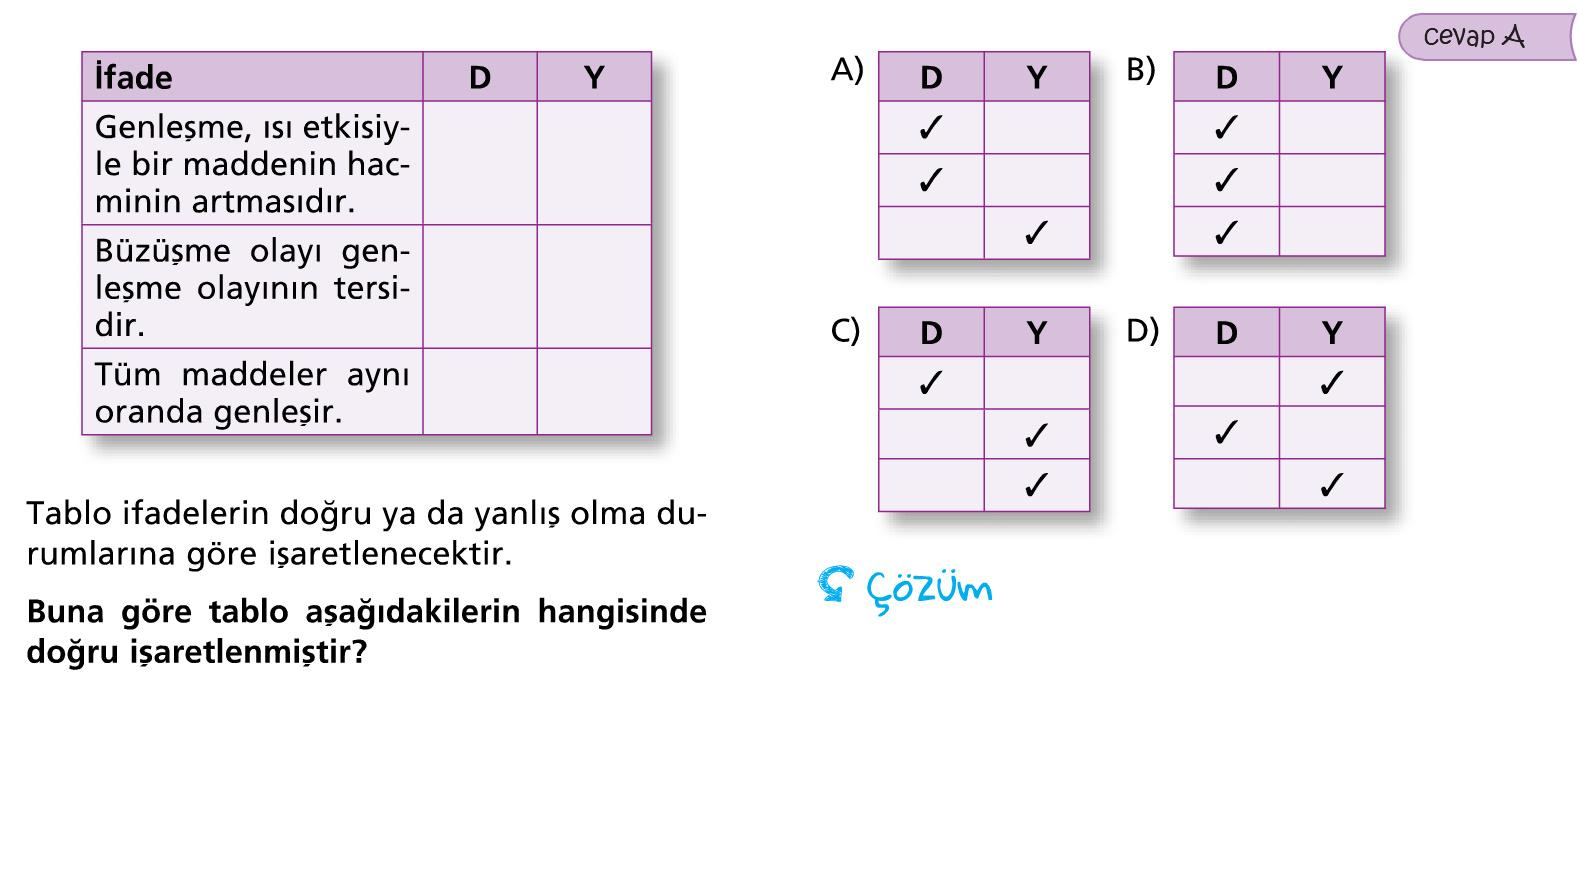 İfade D Y
Genleşme, ısı etkisiy-
le bir maddenin hac-
minin artmasıdır.
Büzüşme olayı gen-
leşme olayının tersi-
dir.
Tüm maddeler aynı
oranda genleşir.
Tablo ifadelerin doğru ya da yanlış olma du-
rumlarına göre işaretlenecektir.
Buna göre tablo aşağıdakilerin hangisinde
doğru işaretlenmiştir?
A) D Y
✓
✓
✓
B) D Y
✓
✓
✓
C) D Y
✓
✓
✓
D) D Y
✓
✓
✓
Çözüm
Cevap A